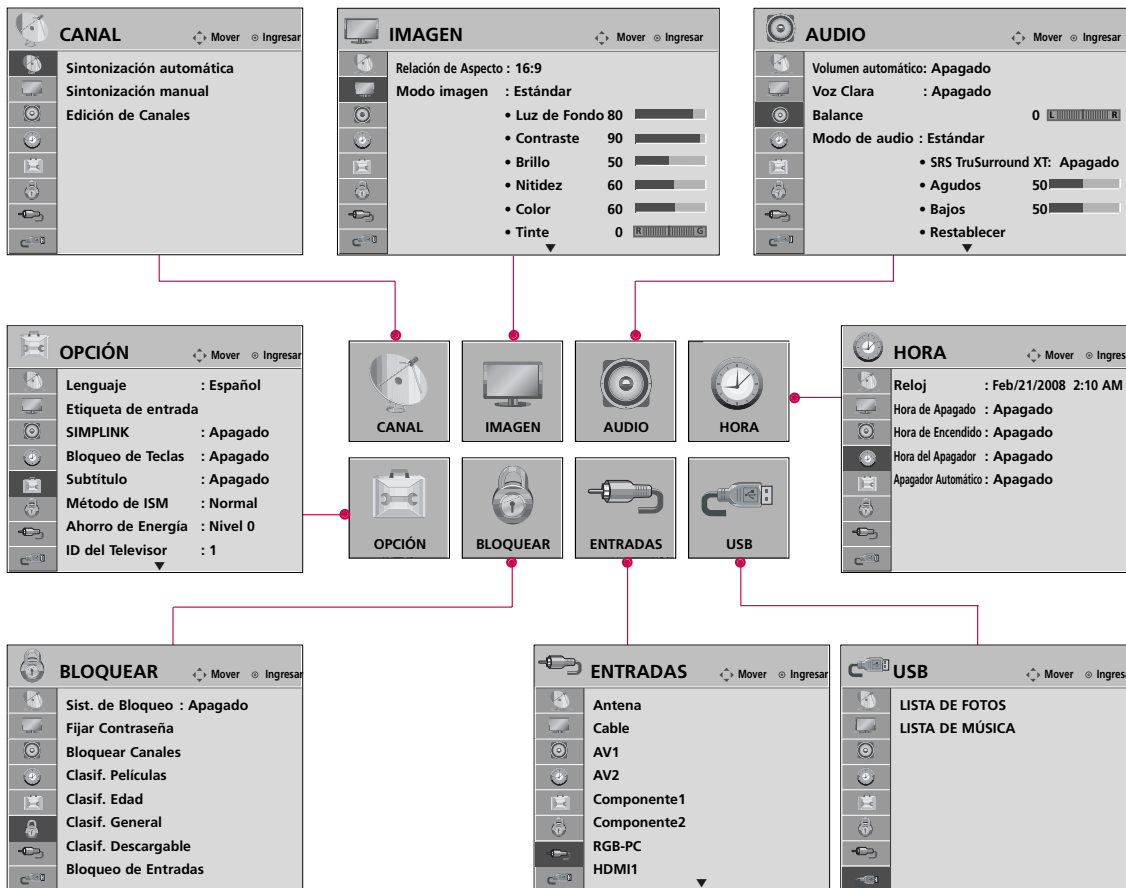 CANAL
Mover
Ingresar
Sintonización automática
Sintonización manual
Edición de Canales
IMAGEN
Mover
Ingresar
Relación de Aspecto : 16:9
Modo imagen : Estándar
• Luz de Fondo 80
• Contraste 90
• Brillo 50
• Nitidez 60
• Color 60
• Tinte 0 R G
AUDIO
Mover
Ingresar
Volumen automático: Apagado
Voz Clara : Apagado
Balance 0 L R
Modo de audio : Estándar
• SRS TruSurround XT: Apagado
• Agudos 50
• Bajos 50
• Restablecer
OPCIÓN
Mover
Ingresar
Lenguaje : Español
Etiqueta de entrada
SIMPLINK : Apagado
Bloqueo de Teclas : Apagado
Subtítulo : Apagado
Método de ISM : Normal
Ahorro de Energía : Nivel 0
ID del Televisor : 1
CANAL
IMAGEN
AUDIO
HORA
OPCIÓN
BLOQUEAR
ENTRADAS
USB
HORA
Mover
Ingres
Reloj : Feb/21/2008 2:10 AM
Hora de Apagado : Apagado
Hora de Encendido : Apagado
Hora del Apagador : Apagado
Apagador Automático : Apagado
BLOQUEAR
Mover
Ingresar
Sist. de Bloqueo : Apagado
Fijar Contraseña
Bloquear Canales
Clasif. Películas
Clasif. Edad
Clasif. General
Clasif. Descargable
Bloqueo de Entradas
ENTRADAS
Mover
Ingresar
Antena
Cable
AV1
AV2
Componente1
Componente2
RGB-PC
HDMI1
USB
Mover
Ingresa
LISTA DE FOTOS
LISTA DE MÚSICA